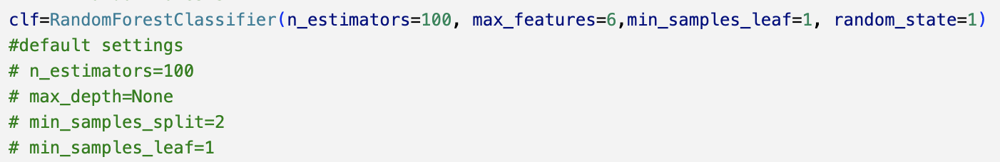 clf=RandomForestClassifier(n_estimators=100, max_features=6,min_samples_leaf=1, random_state=1)
#default settings
# n_estimators=100
# max_depth=None
# min_samples_split=2
# min_samples_leaf=1